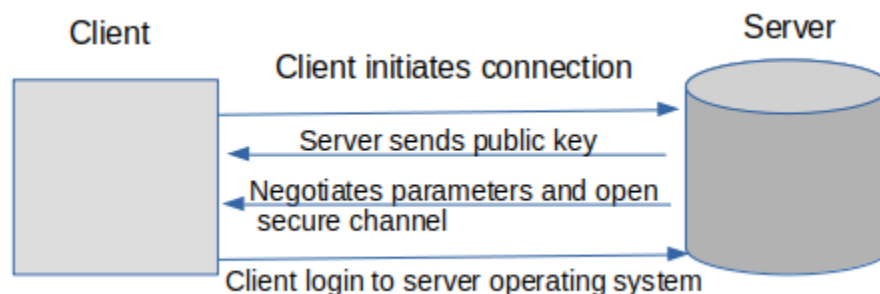 Client
Server
Client initiates connection
Server sends public key
Negotiates parameters and open
secure channel
Client login to server operating system